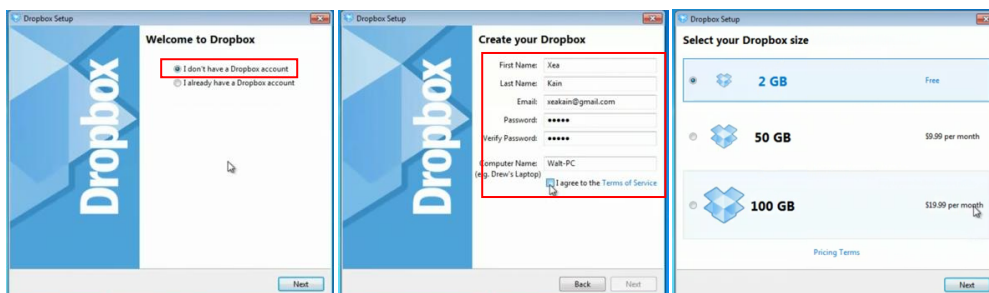 Dropbox Setup
Welcome to Dropbox
I don't have a Dropbox account
I already have a Dropbox account
Dropbox
Next
Dropbox Setup
Create your Dropbox
First Name: Xea
Last Name: Kain
Email: xeakain@gmail.com
Password: •••••
Verify Password: •••••
Computer Name: Walt-PC
(e.g. Drew's Laptop)
I agree to the Terms of Service
Dropbox
Back Next
Dropbox Setup
Select your Dropbox size
2 GB Free
50 GB $9.99 per month
100 GB $19.99 per month
Pricing Terms
Next